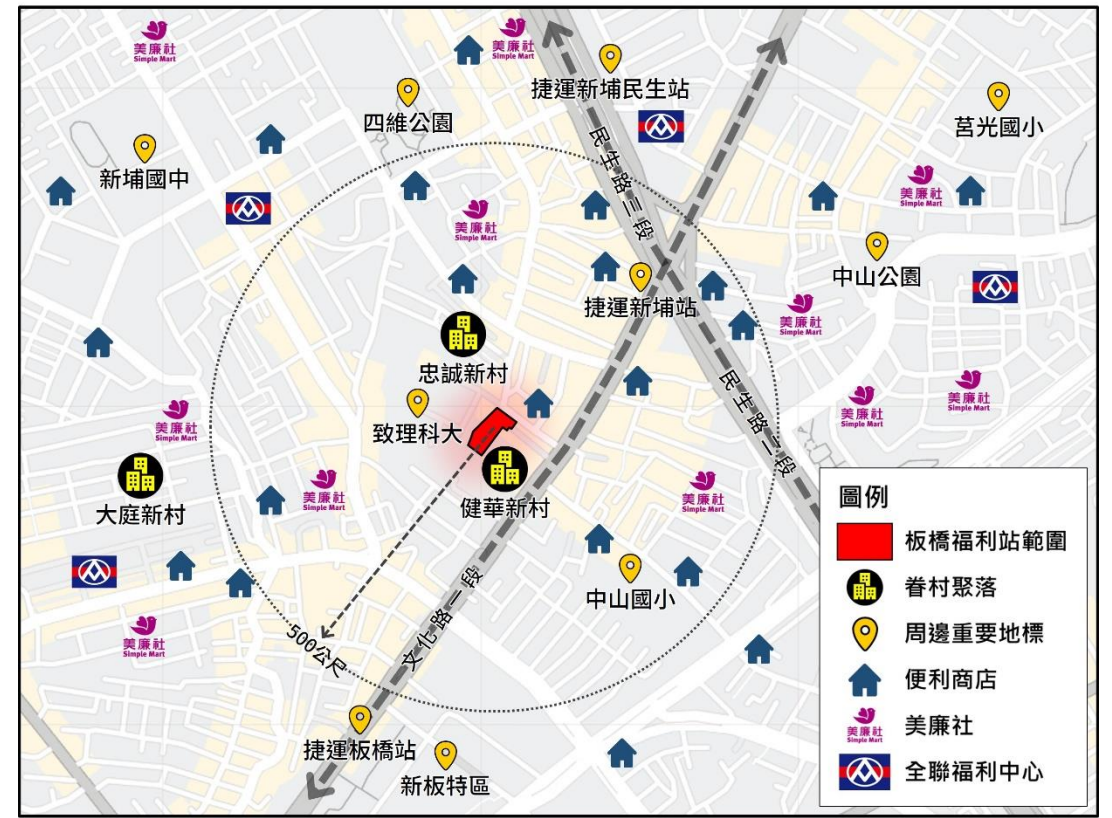 美廉社
Simple Mart
美廉社
Simple Mart
捷運新埔民生站
四維公園
莒光國小
新埔國中
民生路三段
美廉社
Simple Mart
美廉社
Simple Mart
中山公園
捷運新埔站
美廉社
Simple Mart
忠誠新村
民生路二段
美廉社
Simple Mart
美廉社
Simple Mart
美廉社
Simple Mart
致理科大
美廉社
Simple Mart
美廉社
Simple Mart
大庭新村
健華新村
文化路一段
中山國小
美廉社
Simple Mart
500公尺
捷運板橋站
新板特區
圖例
板橋福利站範圍
眷村聚落
周邊重要地標
便利商店
美廉社
Simple Mart
美廉社
全聯福利中心